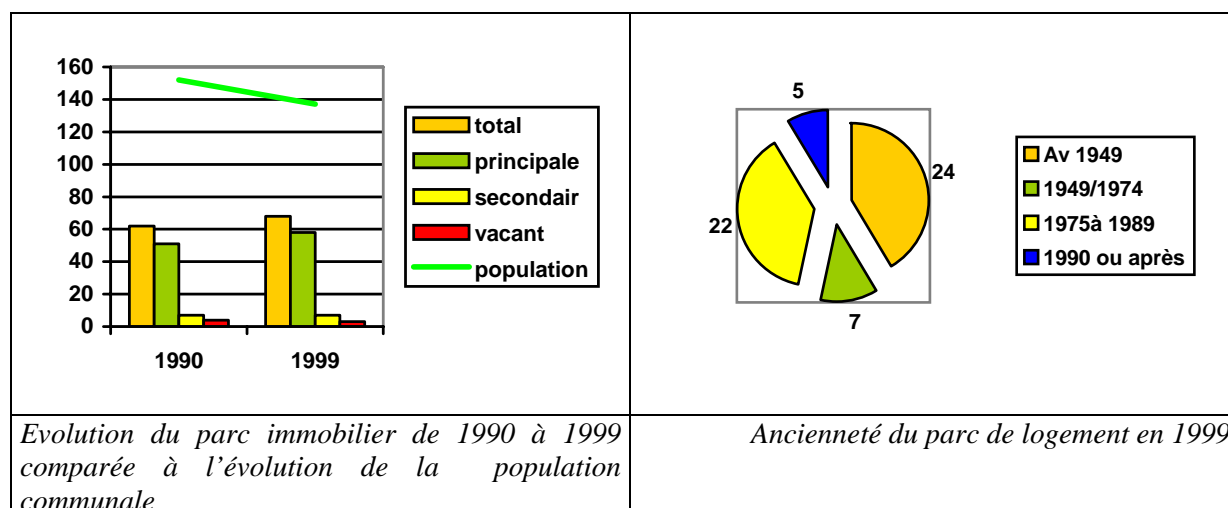 160
140
120
100
80
60
40
20
0
1990 1999
total
principale
secondair
vacant
population
5
24
22
7
Av 1949
1949/1974
1975à 1989
1990 ou après
Evolution du parc immobilier de 1990 à 1999
comparée à l’évolution de la population
communale
Ancienneté du parc de logement en 1999